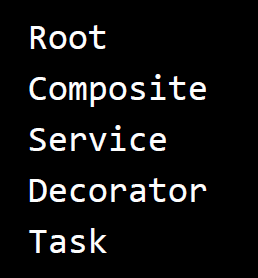 Root
Composite
Service
Decorator
Task